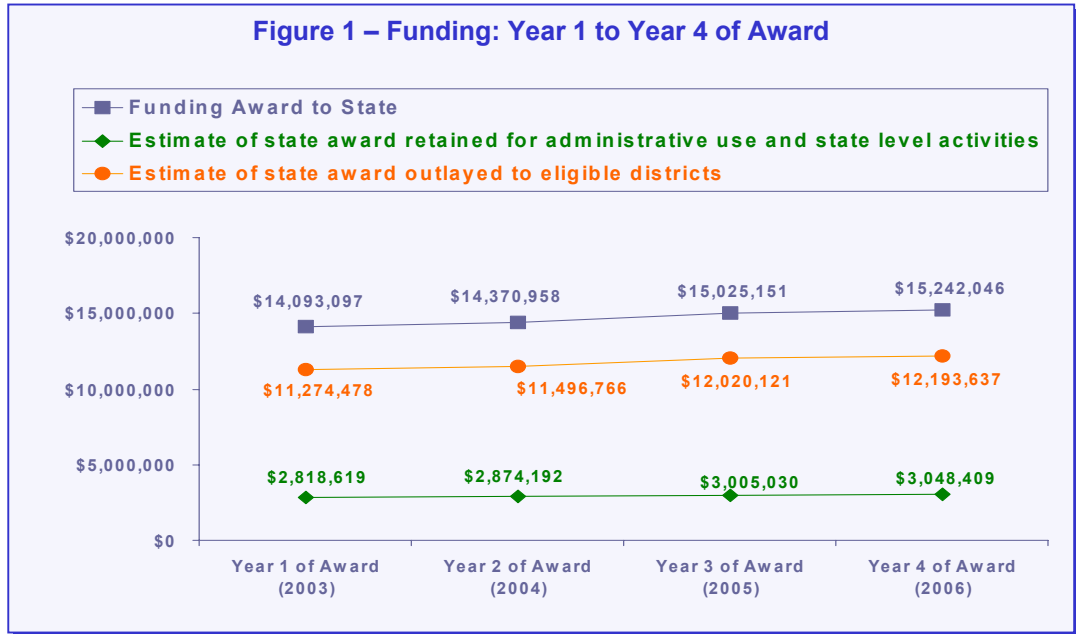 Figure 1 – Funding: Year 1 to Year 4 of Award
Funding Award to State
Estimate of state award retained for administrative use and state level activities
Estimate of state award outlayed to eligible districts
$20,000,000
$15,000,000
$10,000,000
$5,000,000
$0
$14,093,097
$14,370,958
$15,025,151
$15,242,046
$11,274,478
$11,496,766
$12,020,121
$12,193,637
$2,818,619
$2,874,192
$3,005,030
$3,048,409
Year 1 of Award
(2003)
Year 2 of Award
(2004)
Year 3 of Award
(2005)
Year 4 of Award
(2006)